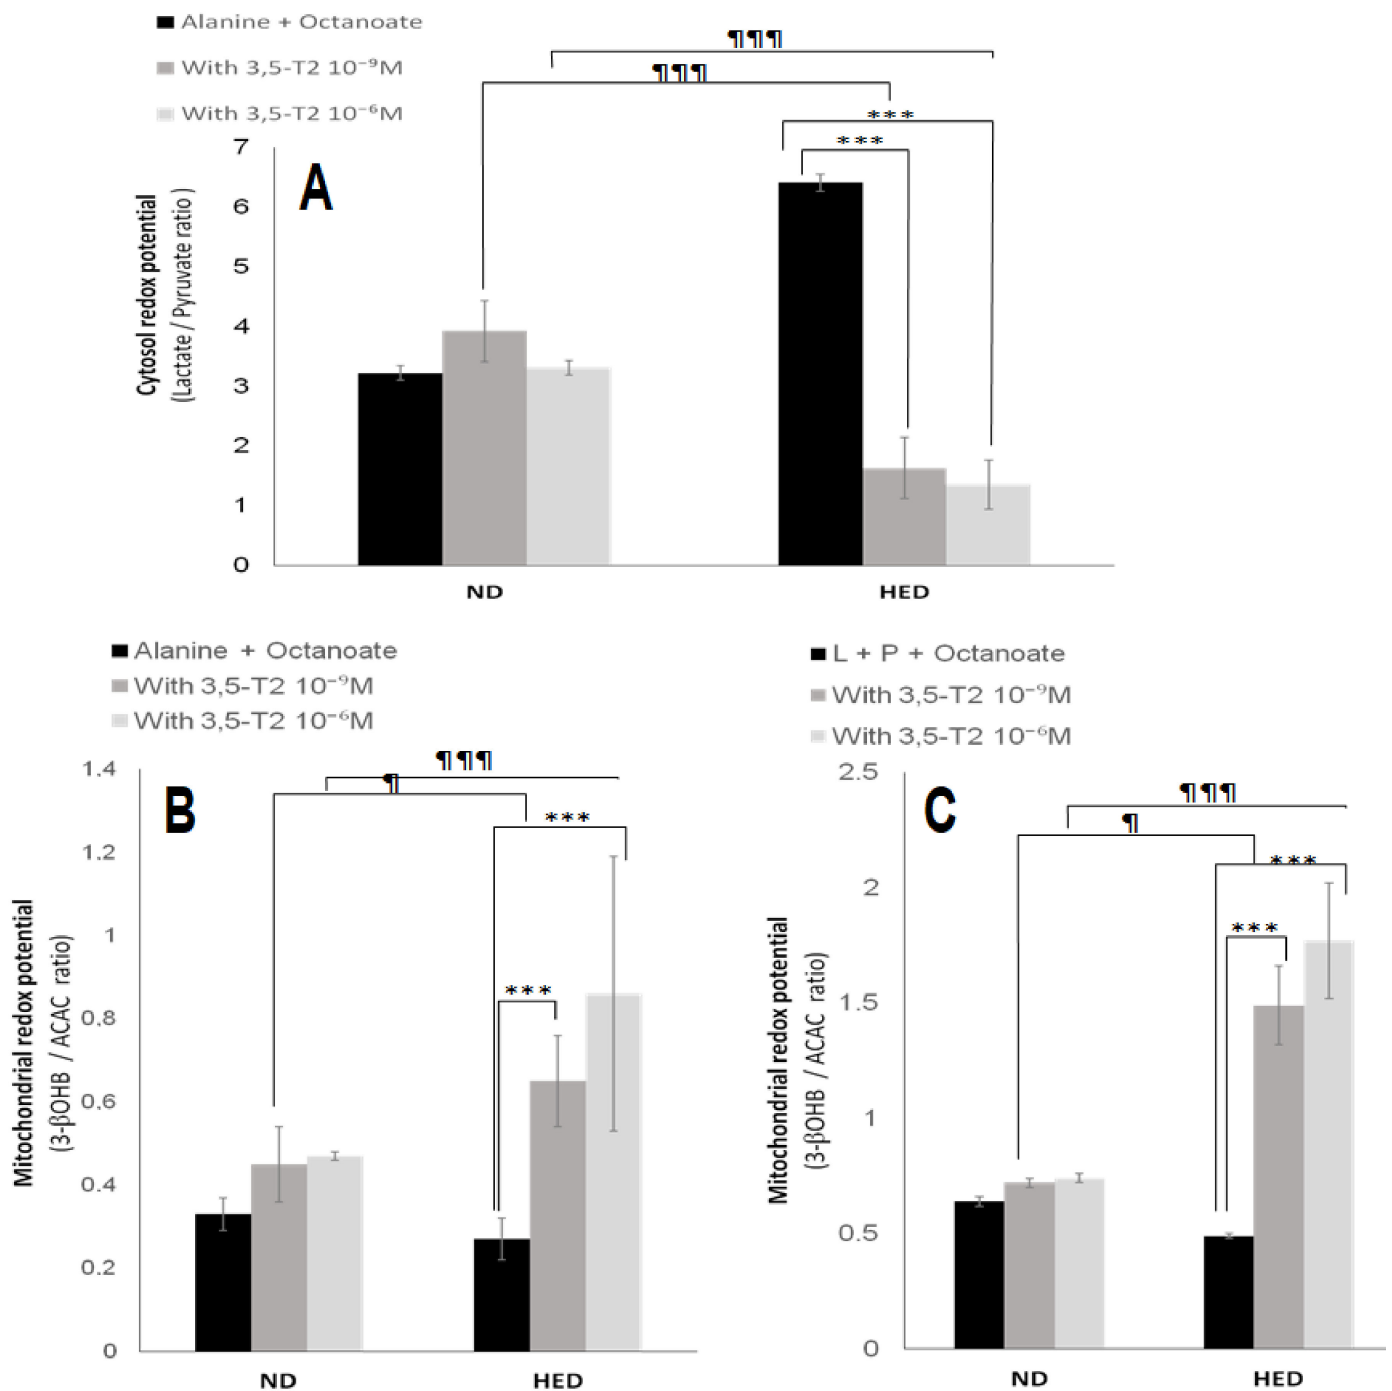 Alanine + Octanoate
With 3,5-T2 10⁻⁹M
With 3,5-T2 10⁻⁶M
¶¶¶
¶¶¶
***
***
A
Cytosol redox potential
(Lactate / Pyruvate ratio )
7
6
5
4
3
2
1
0
ND HED
Alanine + Octanoate
With 3,5-T2 10⁻⁹M
With 3,5-T2 10⁻⁶M
¶¶¶
¶
***
***
B
Mitochondrial redox potential
(3-βOHB / ACAC ratio)
1.4
1.2
1
0.8
0.6
0.4
0.2
0
ND HED
L + P + Octanoate
With 3,5-T2 10⁻⁹M
With 3,5-T2 10⁻⁶M
¶¶¶
¶
***
***
C
Mitochondrial redox potential
(3-βOHB / ACAC ratio)
2.5
2
1.5
1
0.5
0
ND HED